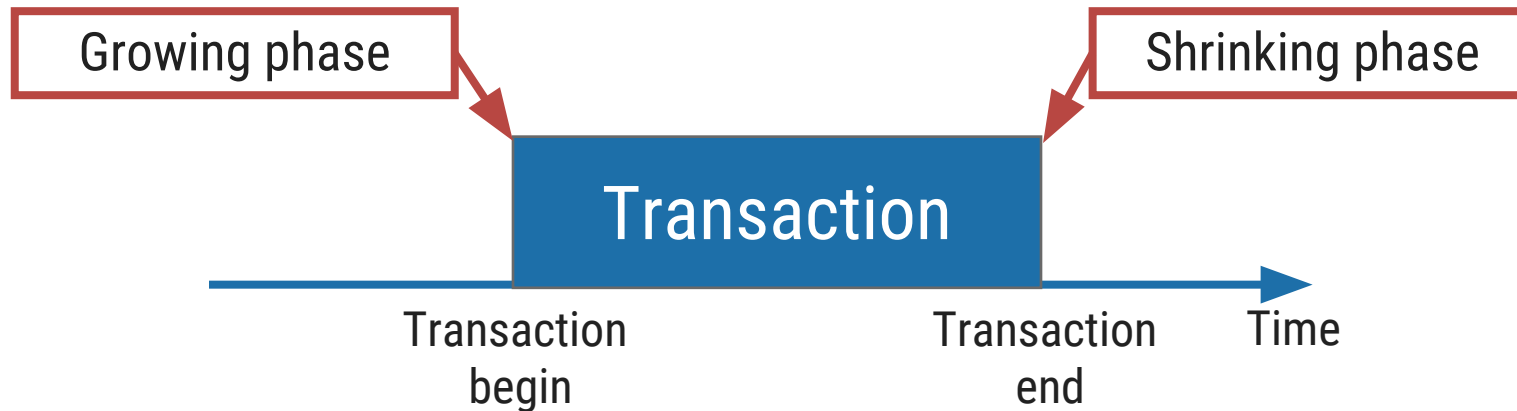 Growing phase
Shrinking phase
Transaction
Transaction
begin
Transaction
end
Time